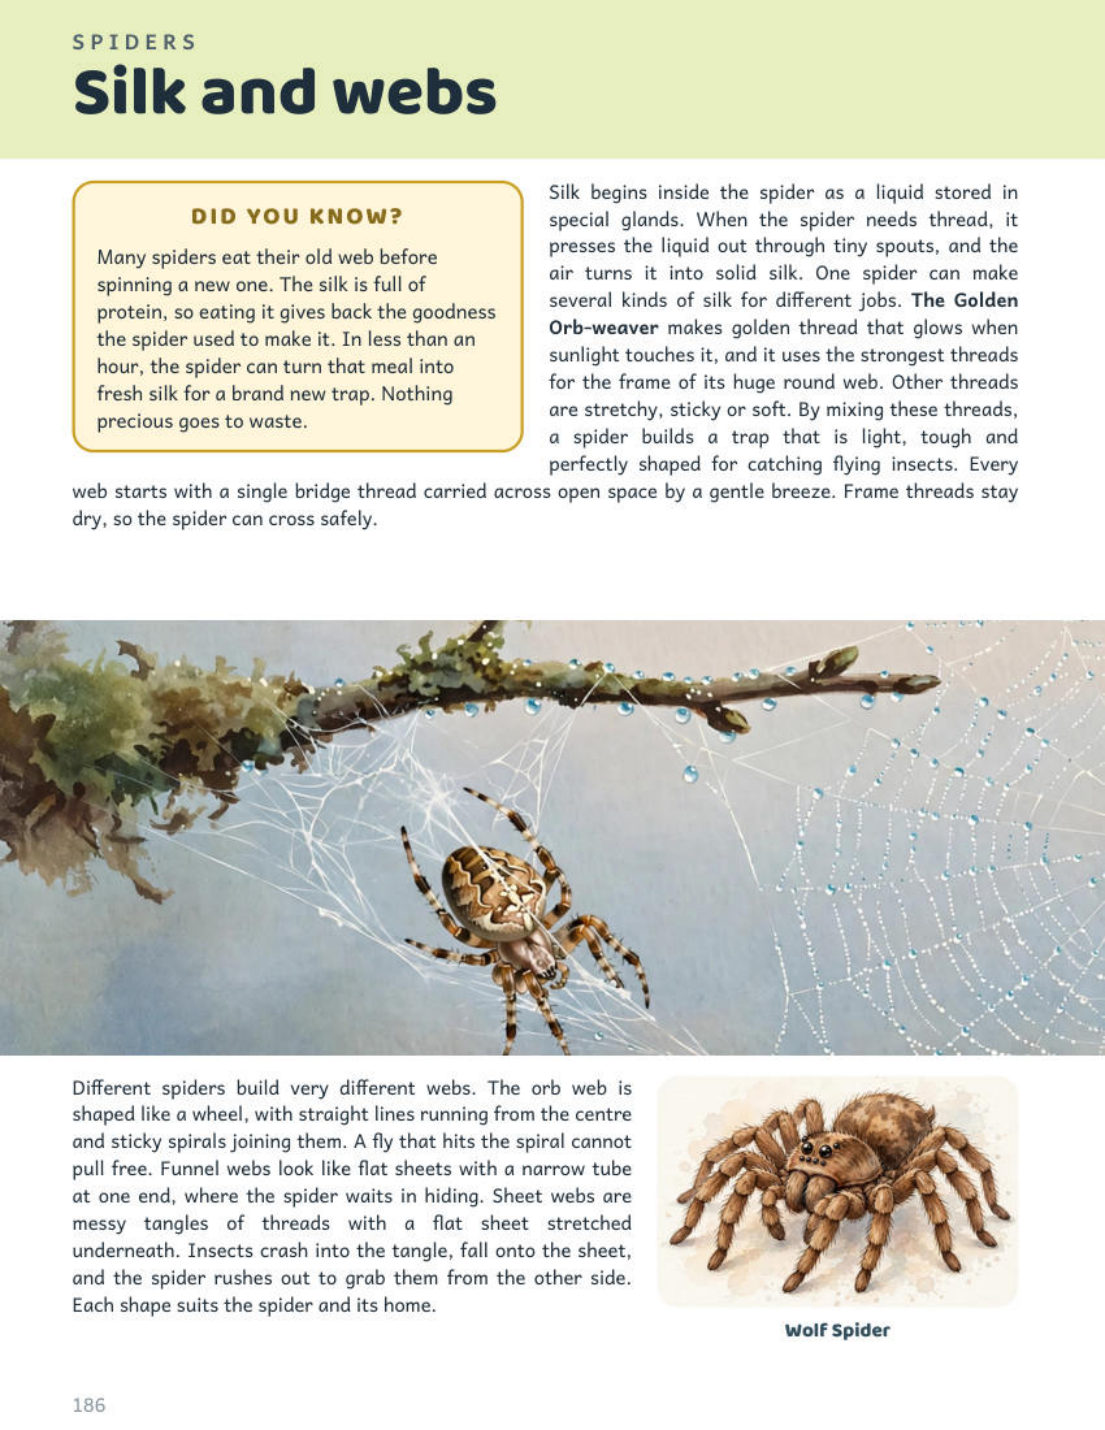 SPIDERS
Silk and webs
DID YOU KNOW?
Many spiders eat their old web before
spinning a new one. The silk is full of
protein, so eating it gives back the goodness
the spider used to make it. In less than an
hour, the spider can turn that meal into
fresh silk for a brand new trap. Nothing
precious goes to waste.
Silk begins inside the spider as a liquid stored in
special glands. When the spider needs thread, it
presses the liquid out through tiny spouts, and the
air turns it into solid silk. One spider can make
several kinds of silk for different jobs. The Golden
Orb-weaver makes golden thread that glows when
sunlight touches it, and it uses the strongest threads
for the frame of its huge round web. Other threads
are stretchy, sticky or soft. By mixing these threads,
a spider builds a trap that is light, tough and
perfectly shaped for catching flying insects. Every
web starts with a single bridge thread carried across open space by a gentle breeze. Frame threads stay
dry, so the spider can cross safely.
Different spiders build very different webs. The orb web is
shaped like a wheel, with straight lines running from the centre
and sticky spirals joining them. A fly that hits the spiral cannot
pull free. Funnel webs look like flat sheets with a narrow tube
at one end, where the spider waits in hiding. Sheet webs are
messy tangles of threads with a flat sheet stretched
underneath. Insects crash into the tangle, fall onto the sheet,
and the spider rushes out to grab them from the other side.
Each shape suits the spider and its home.
Wolf Spider
186